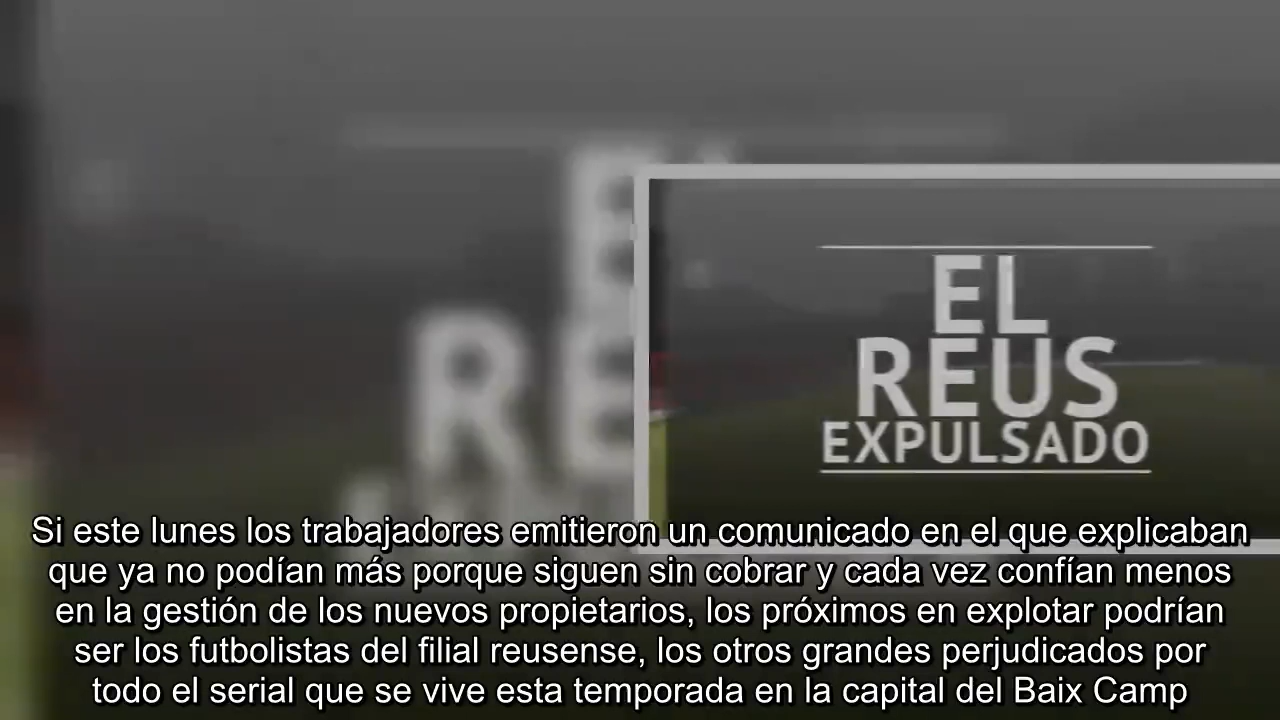 EL
REUS
EXPULSADO
Si este lunes los trabajadores emitieron un comunicado en el que explicaban
que ya no podían más porque siguen sin cobrar y cada vez confían menos
en la gestión de los nuevos propietarios, los próximos en explotar podrían
ser los futbolistas del filial reusense, los otros grandes perjudicados por
todo el serial que se vive esta temporada en la capital del Baix Camp